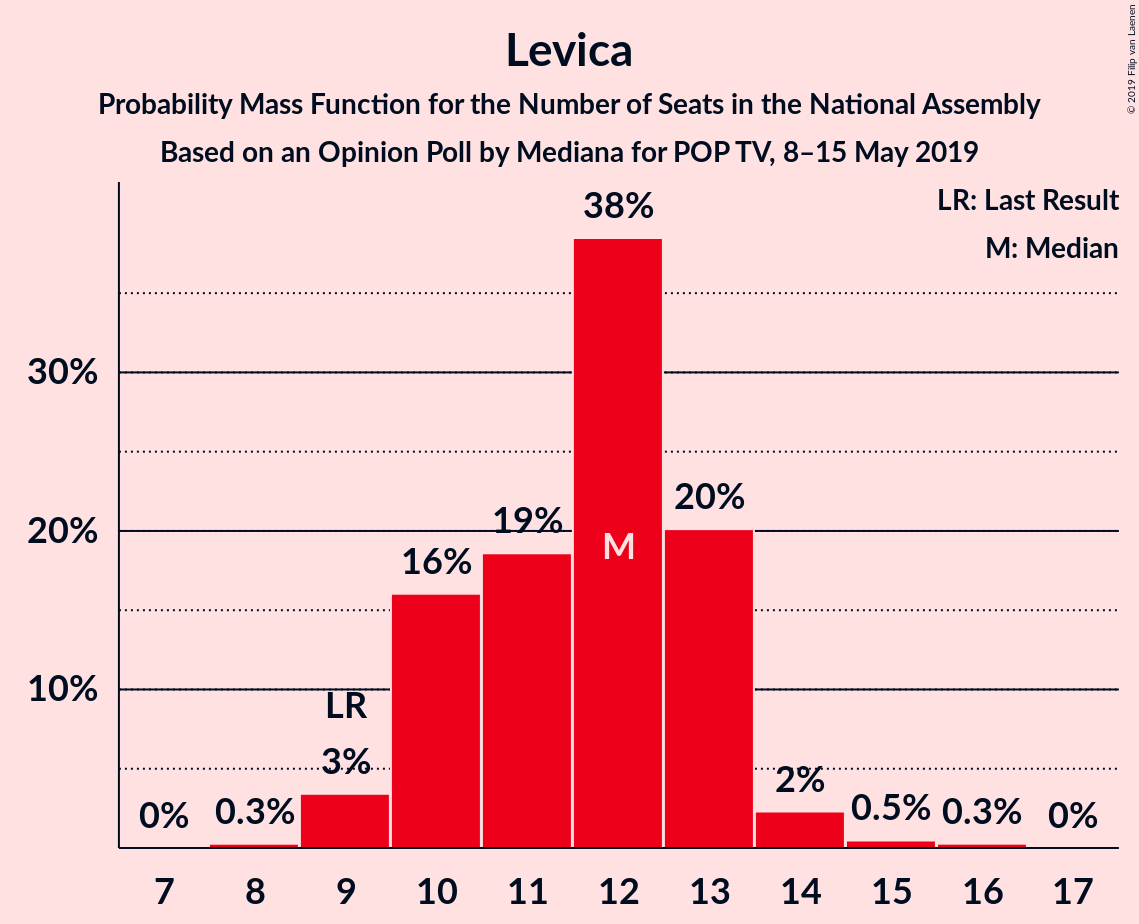 Levica
Probability Mass Function for the Number of Seats in the National Assembly
Based on an Opinion Poll by Mediana for POP TV, 8–15 May 2019
© 2019 Filip van Laenen
LR: Last Result
M: Median
38%
30%
20%
20%
19%
M
16%
10%
LR
3%
2%
0%
0.3%
0.5%
0.3%
0%
7 8 9 10 11 12 13 14 15 16 17